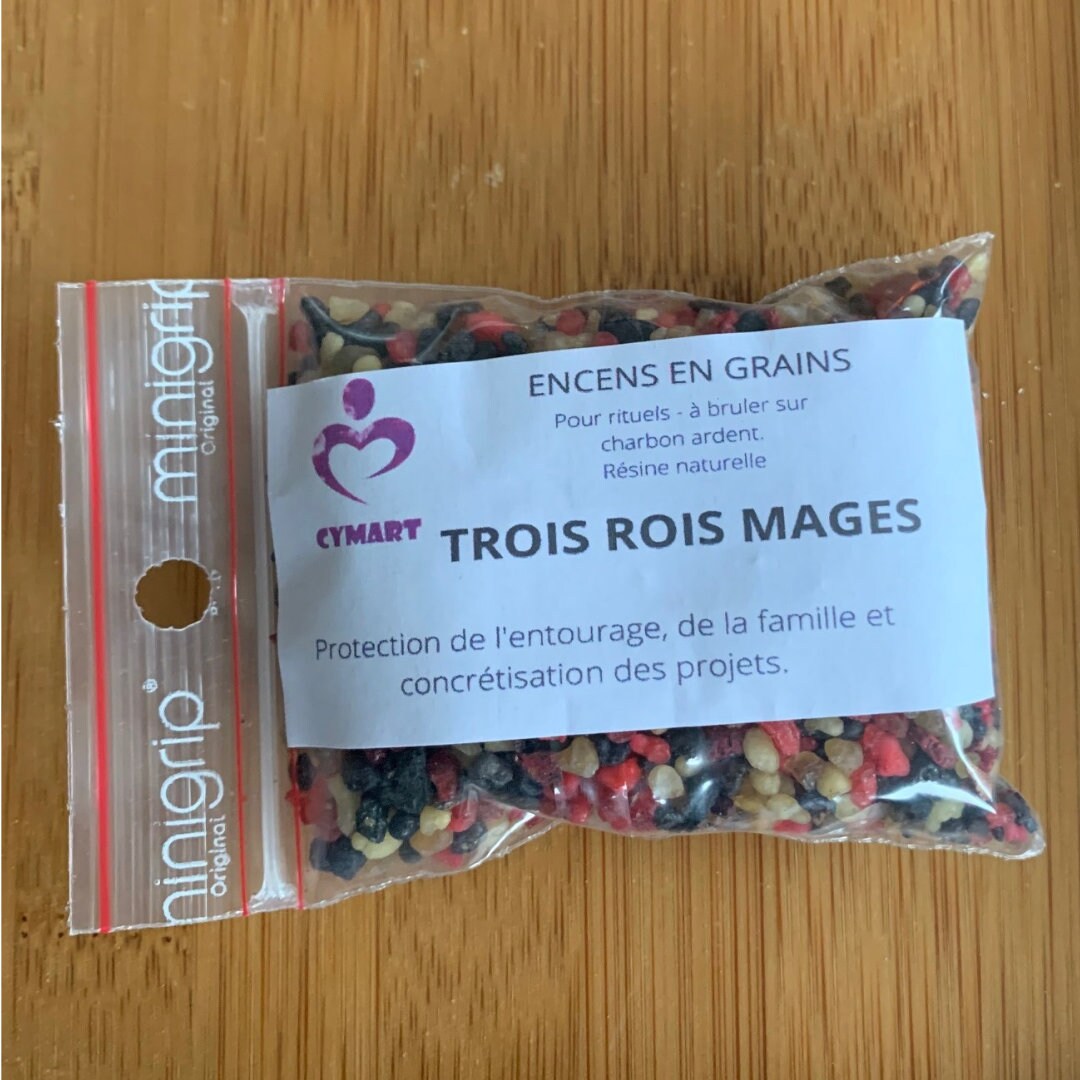 minigrip
Original
minigrip®
Original
ENCENS EN GRAINS
Pour rituels - à bruler sur
charbon ardent.
Résine naturelle
CYMART
TROIS ROIS MAGES
Protection de l'entourage, de la famille et
concrétisation des projets.